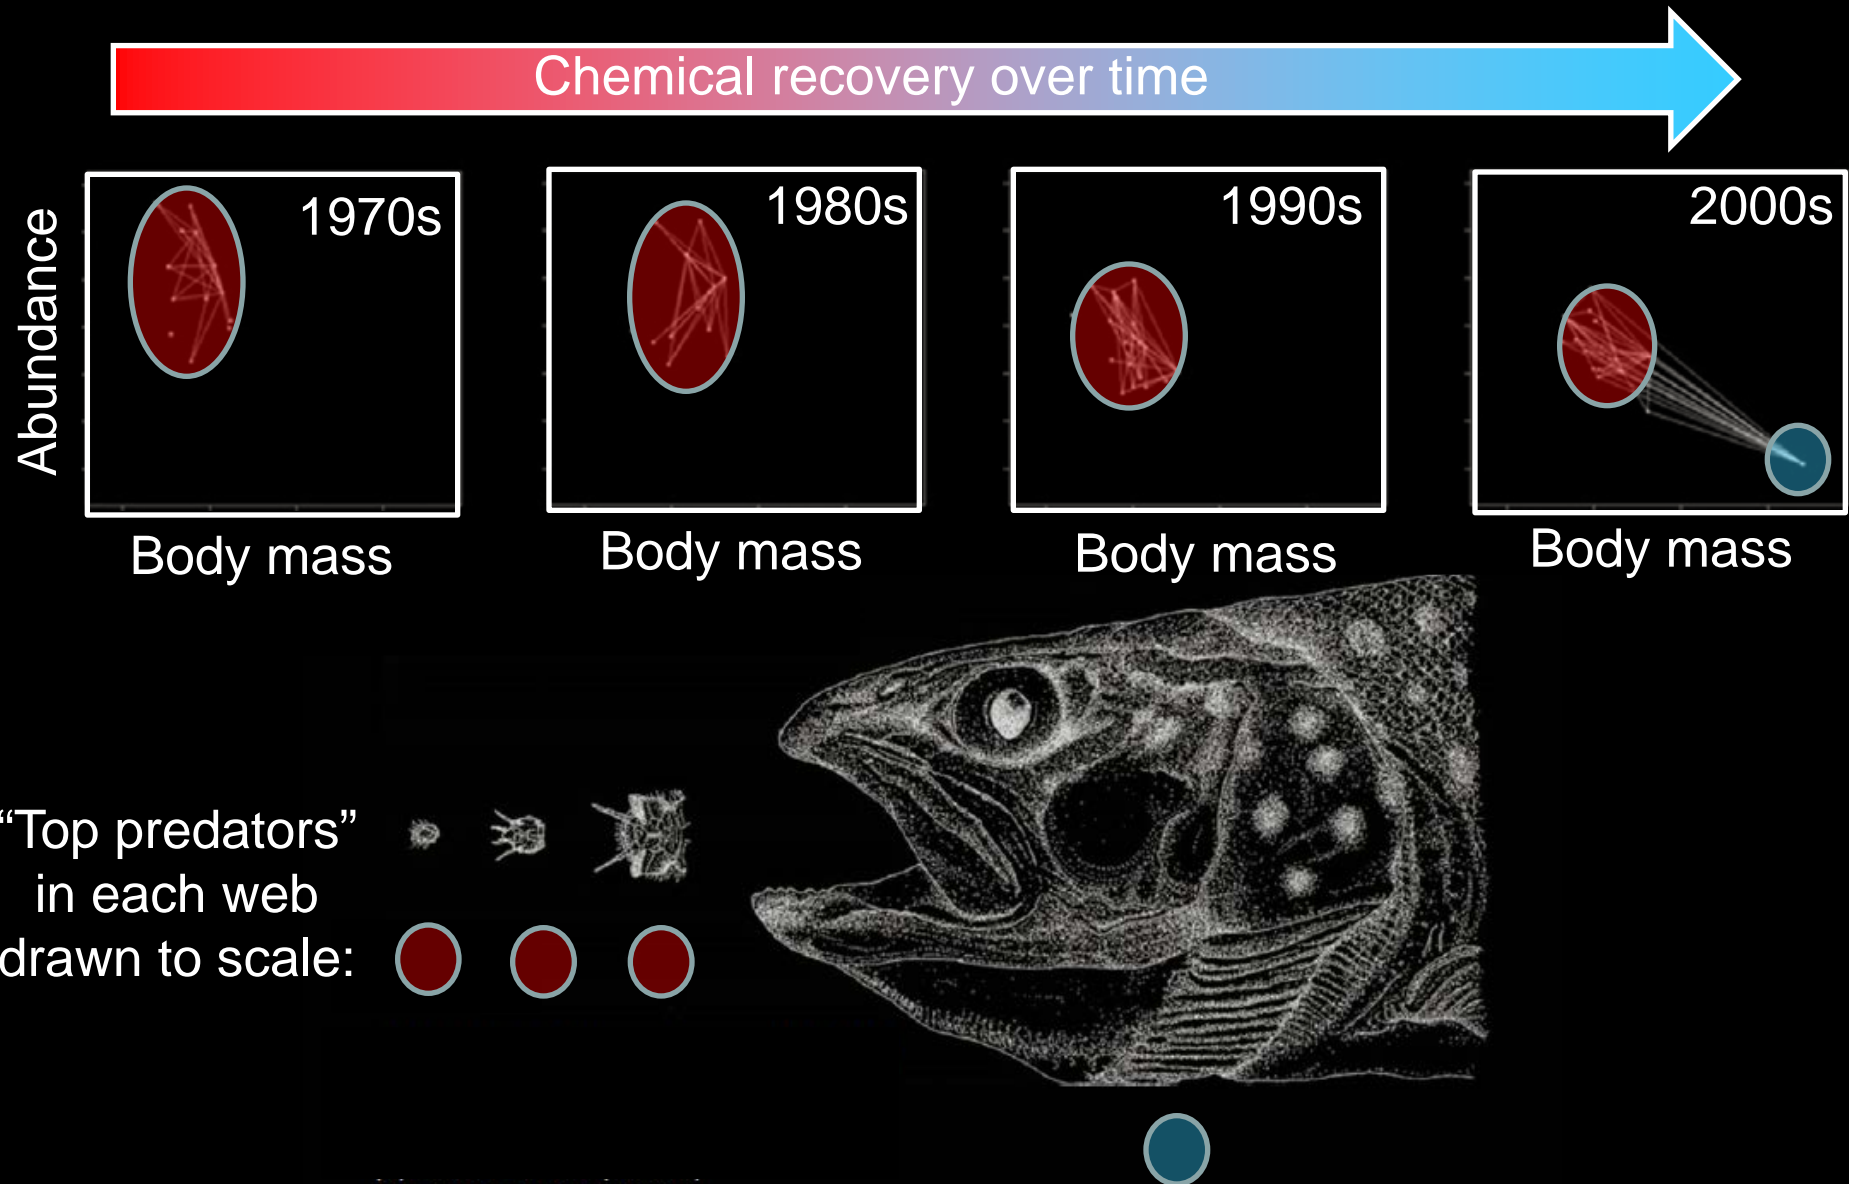 Chemical recovery over time
Abundance
1970s
1980s
1990s
2000s
Body mass
Body mass
Body mass
Body mass
“Top predators”
in each web
drawn to scale: